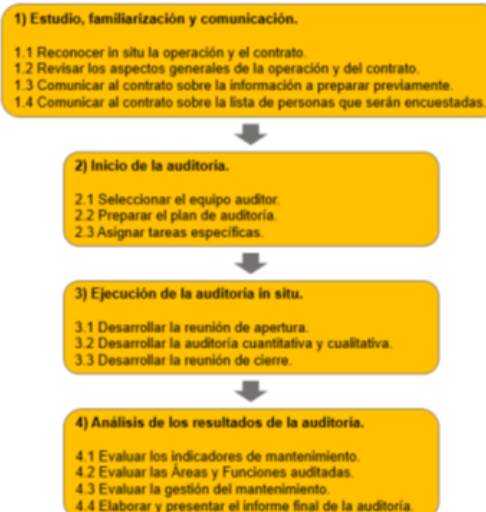 1) Estudio, familiarización y comunicación.
1.1 Reconocer in situ la operación y el contrato.
1.2 Revisar los aspectos generales de la operación y del contrato.
1.3 Comunicar al contrato sobre la información a preparar previamente.
1.4 Comunicar al contrato sobre la lista de personas que serán encuestadas.
2) Inicio de la auditoría.
2.1 Seleccionar el equipo auditor.
2.2 Preparar el plan de auditoría.
2.3 Asignar tareas específicas.
3) Ejecución de la auditoría in situ.
3.1 Desarrollar la reunión de apertura.
3.2 Desarrollar la auditoría cuantitativa y cualitativa.
3.3 Desarrollar la reunión de cierre.
4) Análisis de los resultados de la auditoría.
4.1 Evaluar los indicadores de mantenimiento.
4.2 Evaluar las Áreas y Funciones auditadas.
4.3 Evaluar la gestión del mantenimiento.
4.4 Elaborar y presentar el informe final de la auditoría.